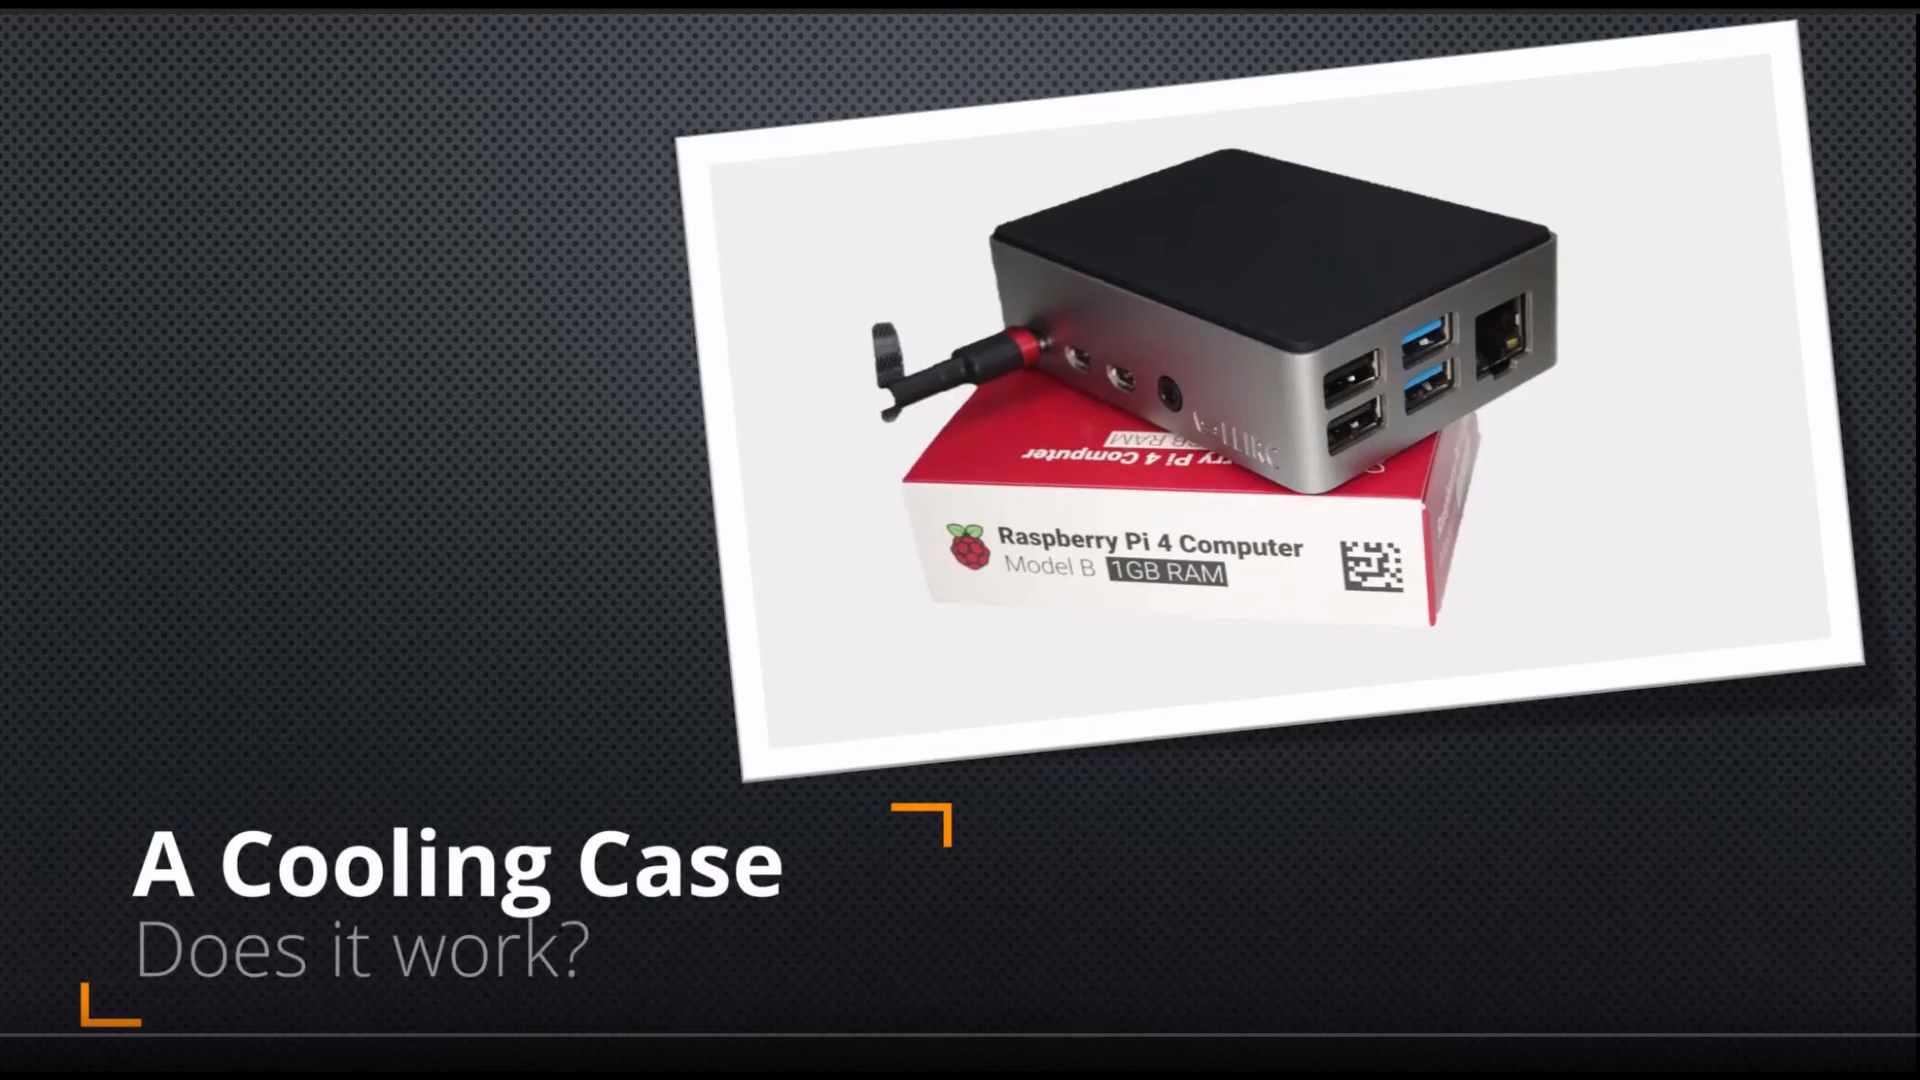 Raspberry Pi 4 Computer
Model B 1GB RAM
A Cooling Case
Does it work?